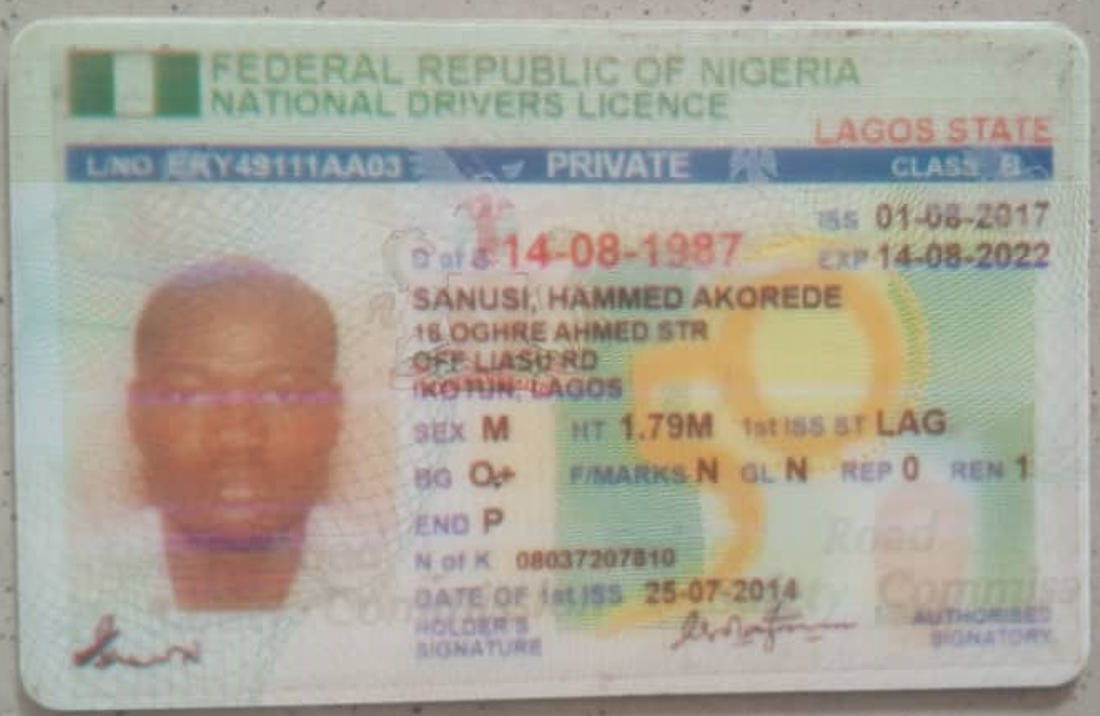 FEDERAL REPUBLIC OF NIGERIA
NATIONAL DRIVERS LICENCE
LAGOS STATE
L/NO EKY49111AA03 PRIVATE CLASS B
ISS 01-08-2017
D of B 14-08-1987 EXP 14-08-2022
SANUSI, HAMMED AKOREDE
16 OGHRE AHMED STR
OFF LIASU RD
IKOTUN, LAGOS
SEX M HT 1.79M 1st ISS ST LAG
BG O+ F/MARKS N GL N REP 0 REN 1
END P
N of K 08037207810
DATE OF 1st ISS 25-07-2014
HOLDER'S
SIGNATURE
AUTHORISED
SIGNATORY
Road
Commiss